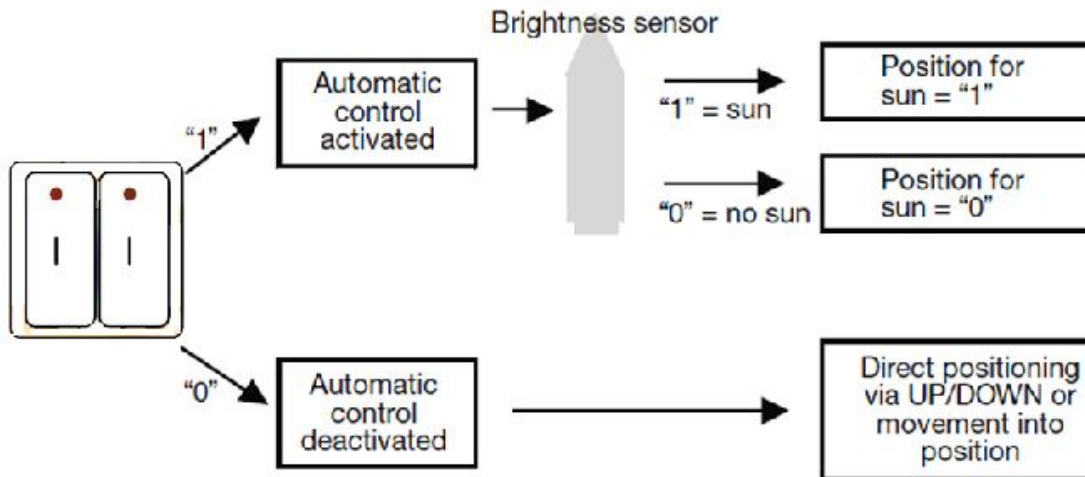 Brightness sensor
Automatic
control
activated
"1"
"1" = sun
Position for
sun = "1"
"0" = no sun
Position for
sun = "0"
"0"
Automatic
control
deactivated
Direct positioning
via UP/DOWN or
movement into
position